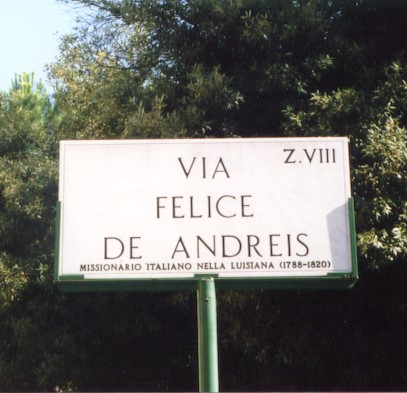 Z.VIII
VIA
FELICE
DE ANDREIS
MISSIONARIO ITALIANO NELLA LUISIANA (1788-1820)